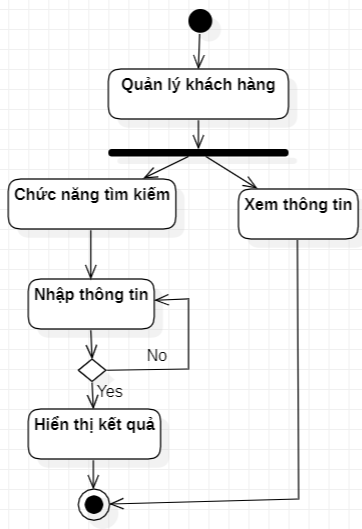 Quản lý khách hàng
Chức năng tìm kiếm
Xem thông tin
Nhập thông tin
No
Yes
Hiển thị kết quả